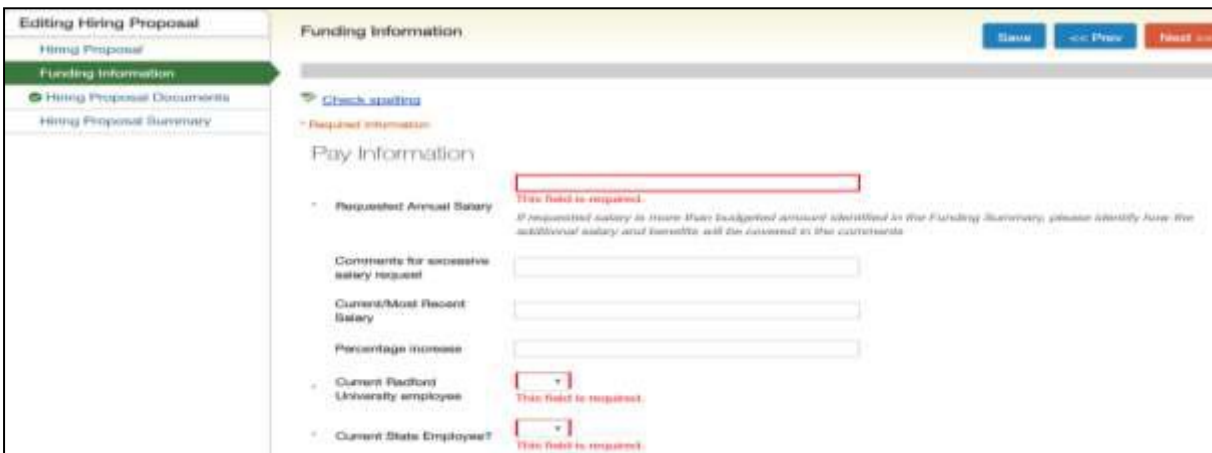 Editing Hiring Proposal
Hiring Proposal
Funding Information
Hiring Proposal Documents
Hiring Proposal Summary
Funding Information
Save
<< Prev
Next >>
Check spelling
* Required Information
Pay Information
* Requested Annual Salary
This field is required.
If requested salary is more than budgeted amount identified in the Funding Summary, please identify how the
additional salary and benefits will be covered in the comments
Comments for excessive
salary request
Current/Most Recent
Salary
Percentage increase
* Current Radford
University employee
This field is required.
* Current State Employee?
This field is required.